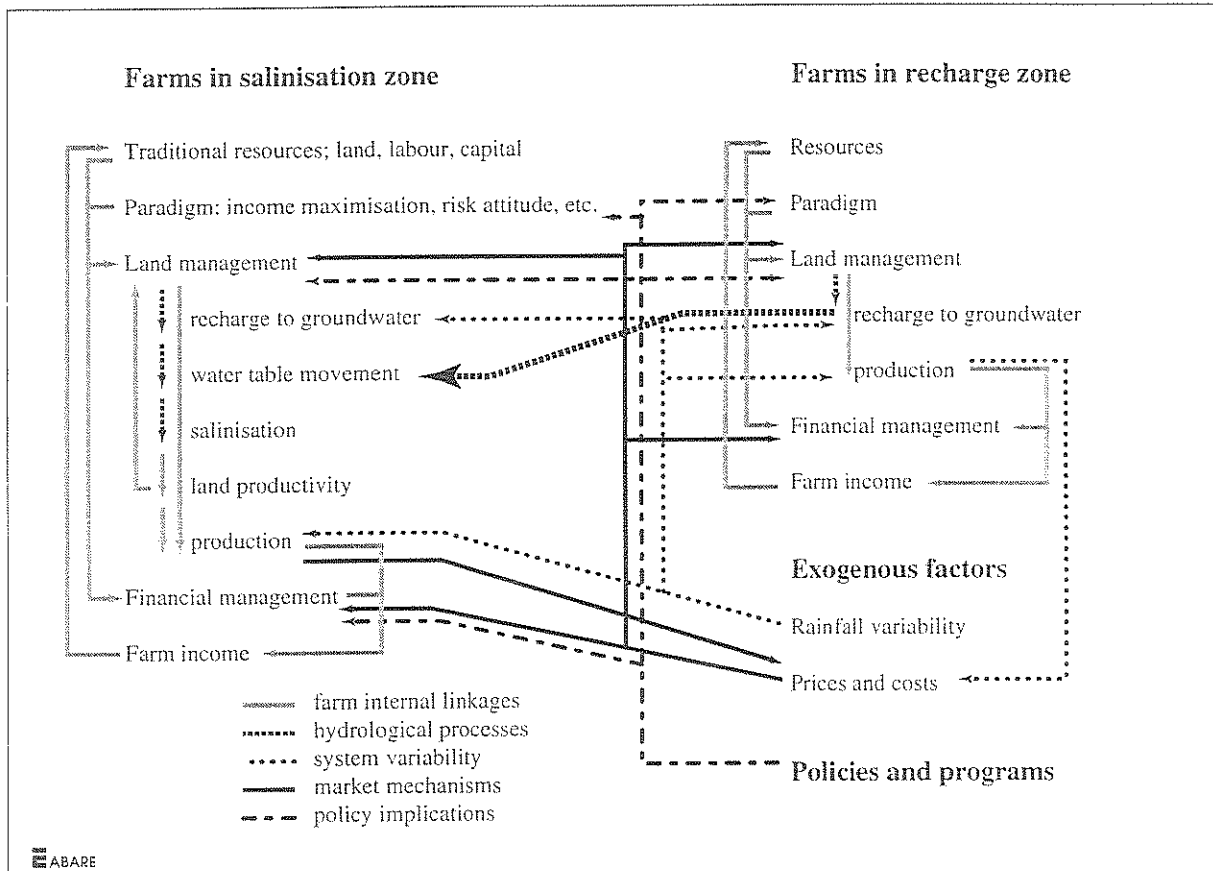 Farms in salinisation zone
Traditional resources; land, labour, capital
Paradigm: income maximisation, risk attitude, etc.
Land management
recharge to groundwater
water table movement
salinisation
land productivity
production
Financial management
Farm income
farm internal linkages
hydrological processes
system variability
market mechanisms
policy implications
Farms in recharge zone
Resources
Paradigm
Land management
recharge to groundwater
production
Financial management
Farm income
Exogenous factors
Rainfall variability
Prices and costs
Policies and programs
ABARE